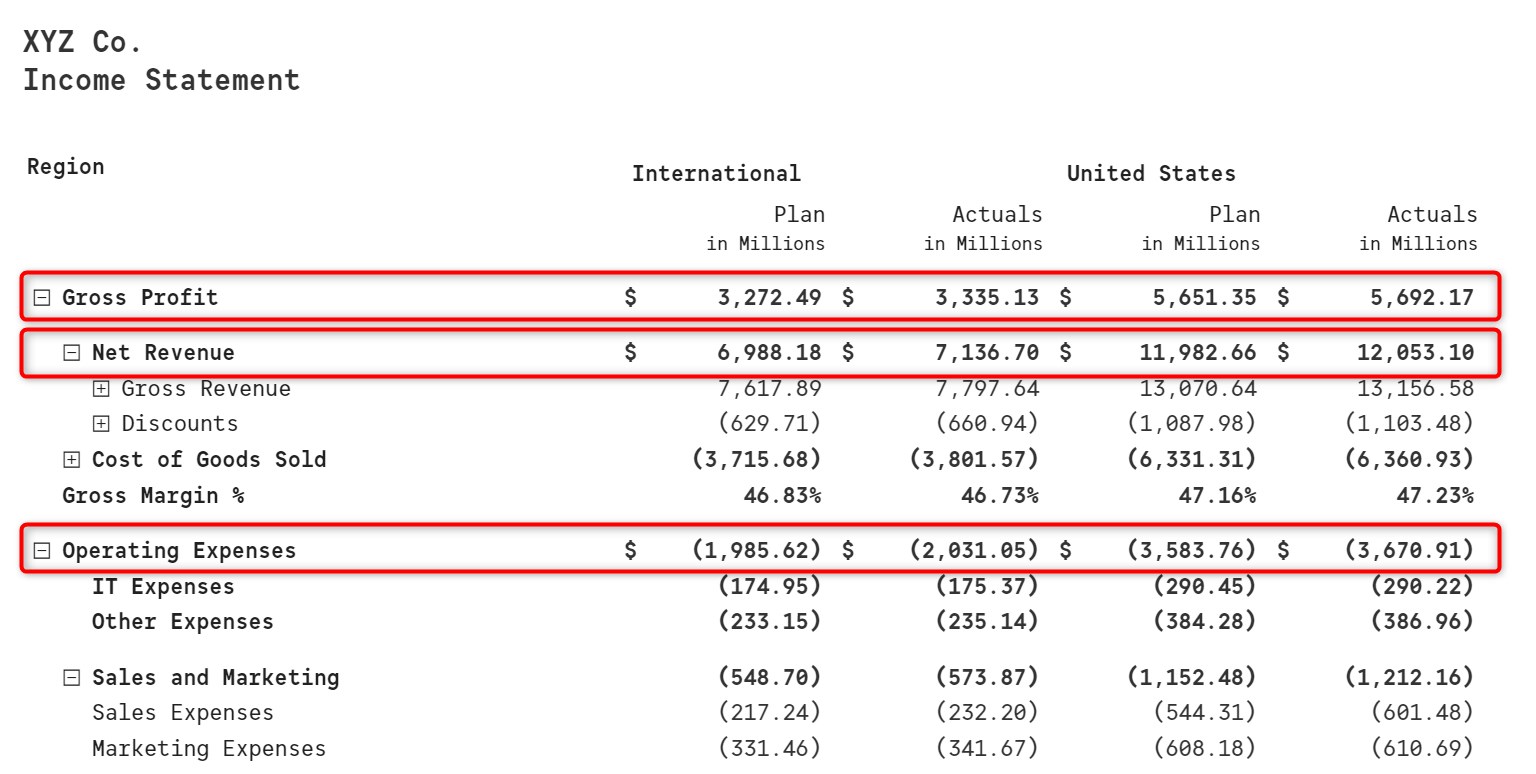 XYZ Co.
Income Statement
Region International United States
Plan Actuals Plan Actuals
in Millions in Millions in Millions in Millions
Gross Profit $ 3,272.49 $ 3,335.13 $ 5,651.35 $ 5,692.17
Net Revenue $ 6,988.18 $ 7,136.70 $ 11,982.66 $ 12,053.10
Gross Revenue 7,617.89 7,797.64 13,070.64 13,156.58
Discounts (629.71) (660.94) (1,087.98) (1,103.48)
Cost of Goods Sold (3,715.68) (3,801.57) (6,331.31) (6,360.93)
Gross Margin % 46.83% 46.73% 47.16% 47.23%
Operating Expenses $ (1,985.62) $ (2,031.05) $ (3,583.76) $ (3,670.91)
IT Expenses (174.95) (175.37) (290.45) (290.22)
Other Expenses (233.15) (235.14) (384.28) (386.96)
Sales and Marketing (548.70) (573.87) (1,152.48) (1,212.16)
Sales Expenses (217.24) (232.20) (544.31) (601.48)
Marketing Expenses (331.46) (341.67) (608.18) (610.69)